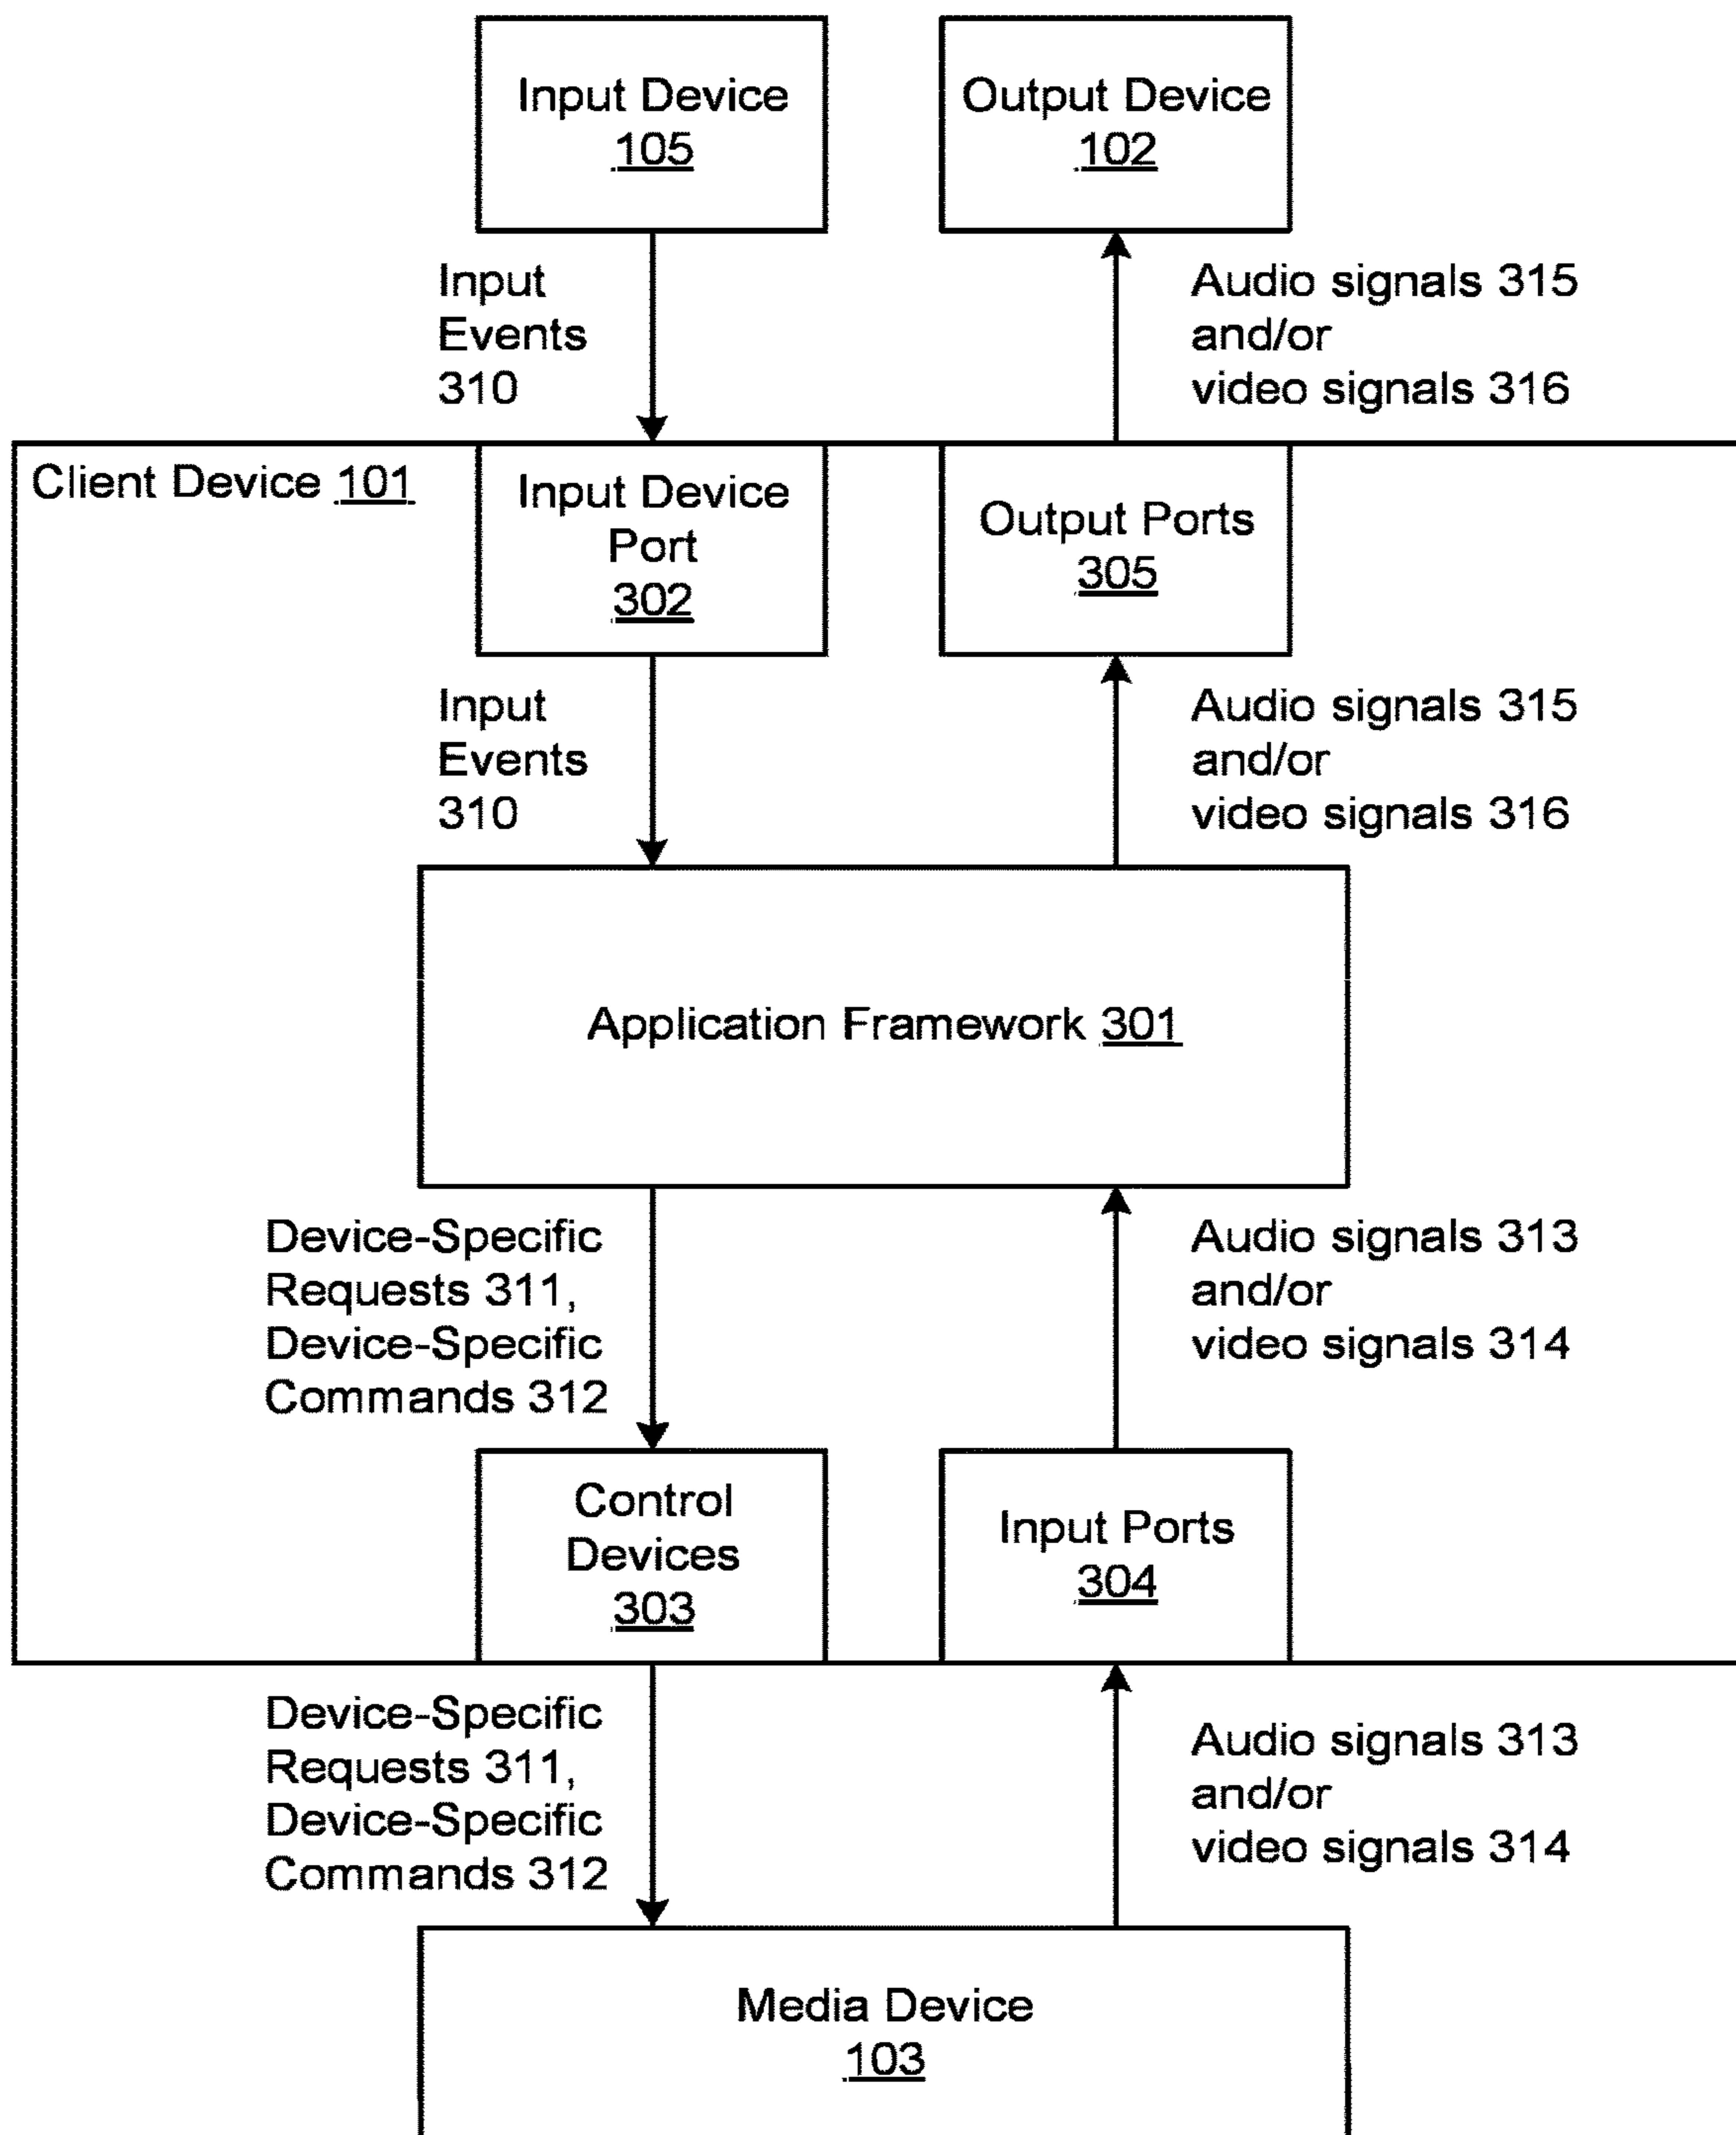 Input Device
105
Output Device
102
Input
Events
310
Audio signals 315
and/or
video signals 316
Client Device 101
Input Device
Port
302
Output Ports
305
Input
Events
310
Audio signals 315
and/or
video signals 316
Application Framework 301
Device-Specific
Requests 311,
Device-Specific
Commands 312
Audio signals 313
and/or
video signals 314
Control
Devices
303
Input Ports
304
Device-Specific
Requests 311,
Device-Specific
Commands 312
Audio signals 313
and/or
video signals 314
Media Device
103